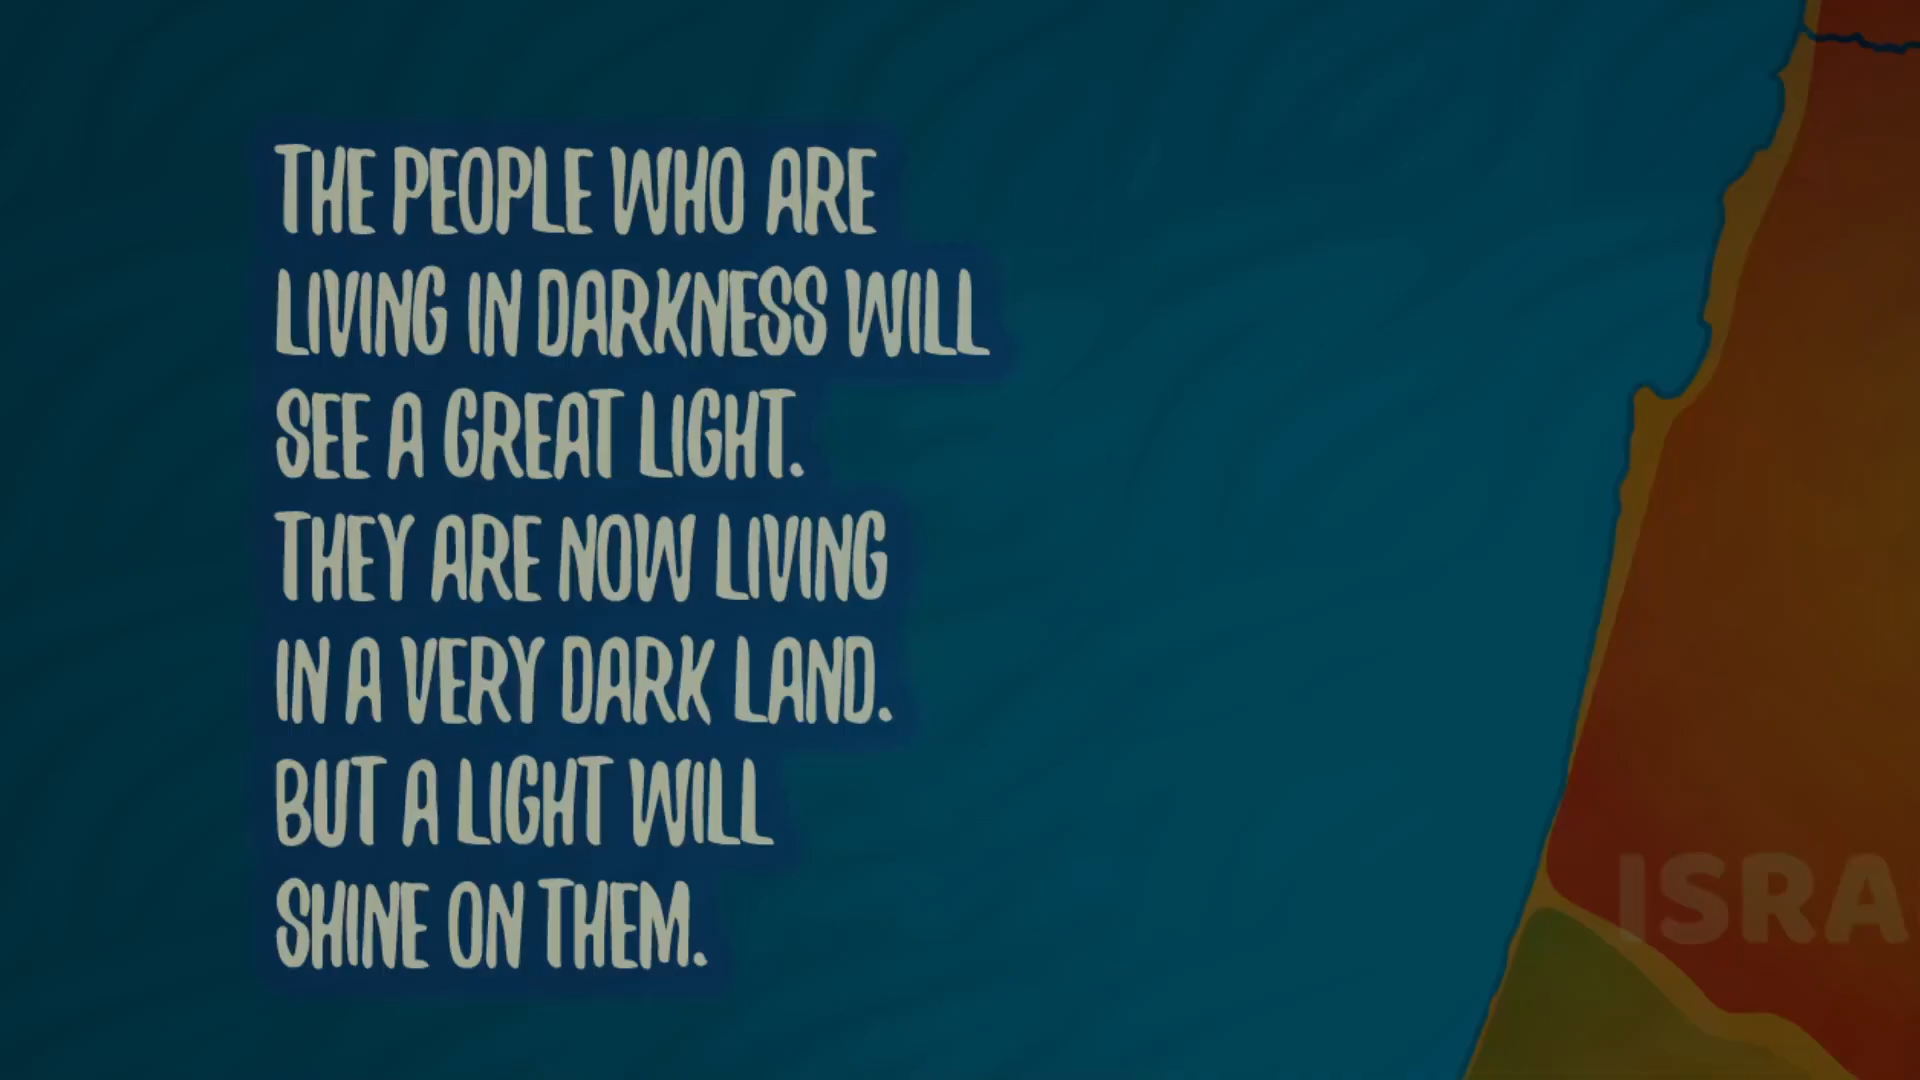 THE PEOPLE WHO ARE
LIVING IN DARKNESS WILL
SEE A GREAT LIGHT.
THEY ARE NOW LIVING
IN A VERY DARK LAND.
BUT A LIGHT WILL
SHINE ON THEM.
ISRA